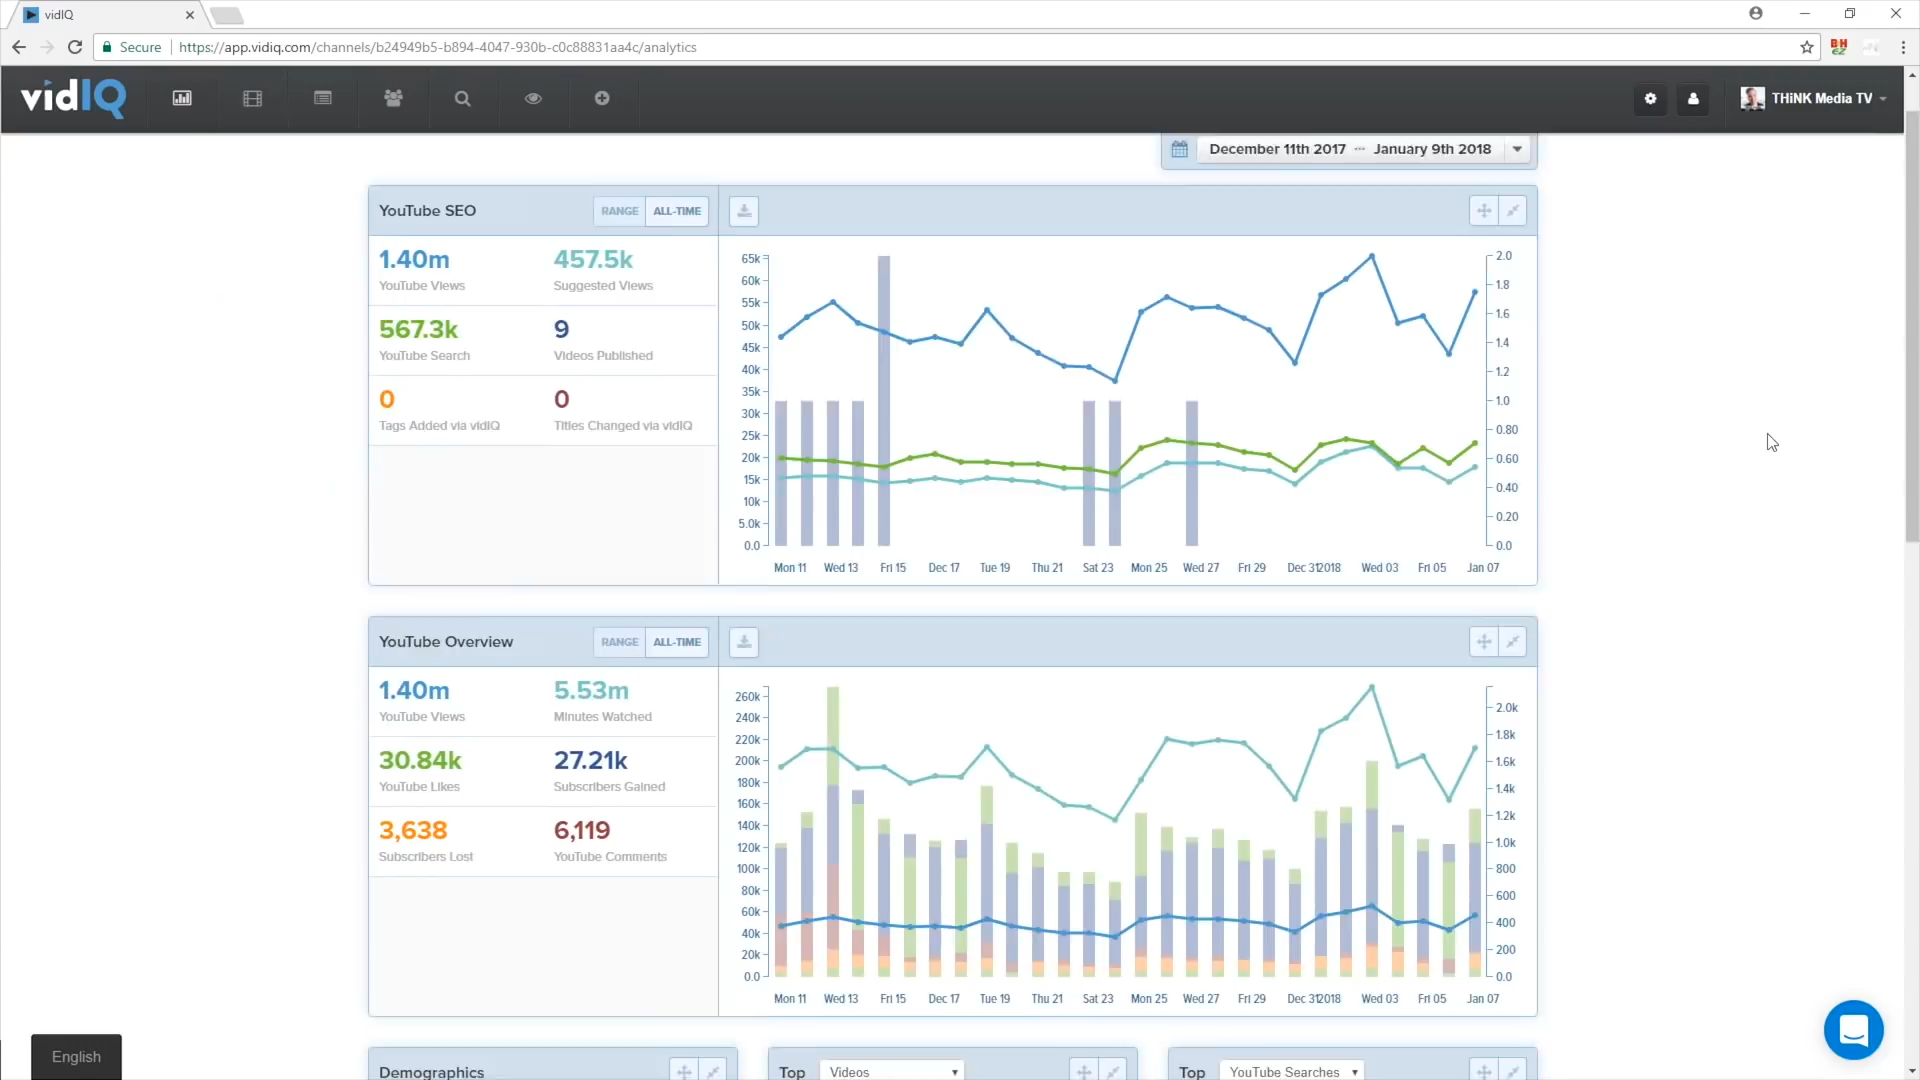 vidIQ
Secure https://app.vidiq.com/channels/b24949b5-b894-4047-930b-c0c88831aa4c/analytics
BH
EZ
vidIQ
THiNK Media TV
December 11th 2017 — January 9th 2018
YouTube SEO RANGE ALL-TIME
1.40m 457.5k
YouTube Views Suggested Views
567.3k 9
YouTube Search Videos Published
0 0
Tags Added via vidIQ Titles Changed via vidIQ
65k 2.0
60k 1.8
55k 1.6
50k 1.4
45k 1.2
40k
35k 1.0
30k 0.80
25k 0.60
20k
15k 0.40
10k 0.20
5.0k
0.0 0.0
Mon 11 Wed 13 Fri 15 Dec 17 Tue 19 Thu 21 Sat 23 Mon 25 Wed 27 Fri 29 Dec 31 2018 Wed 03 Fri 05 Jan 07
YouTube Overview RANGE ALL-TIME
1.40m 5.53m
YouTube Views Minutes Watched
30.84k 27.21k
YouTube Likes Subscribers Gained
3,638 6,119
Subscribers Lost YouTube Comments
260k 2.0k
240k
220k 1.8k
200k 1.6k
180k 1.4k
160k 1.2k
140k
120k 1.0k
100k 800
80k 600
60k 400
40k
20k 200
0.0 0.0
Mon 11 Wed 13 Fri 15 Dec 17 Tue 19 Thu 21 Sat 23 Mon 25 Wed 27 Fri 29 Dec 31 2018 Wed 03 Fri 05 Jan 07
English
Demographics Top Videos Top YouTube Searches